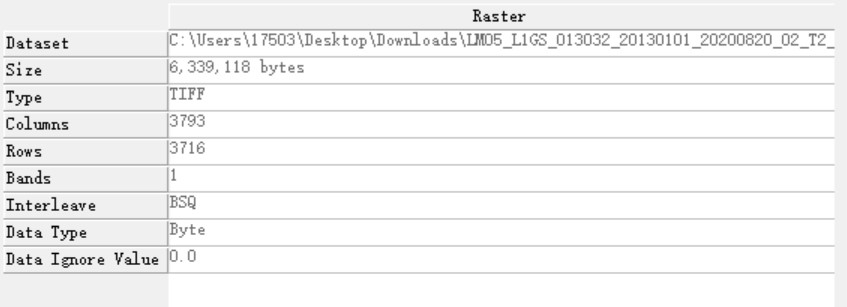 Raster
Dataset C:\Users\17503\Desktop\Downloads\LM05_L1GS_013032_20130101_20200820_02_T2_
Size 6,339,118 bytes
Type TIFF
Columns 3793
Rows 3716
Bands 1
Interleave BSQ
Data Type Byte
Data Ignore Value 0.0